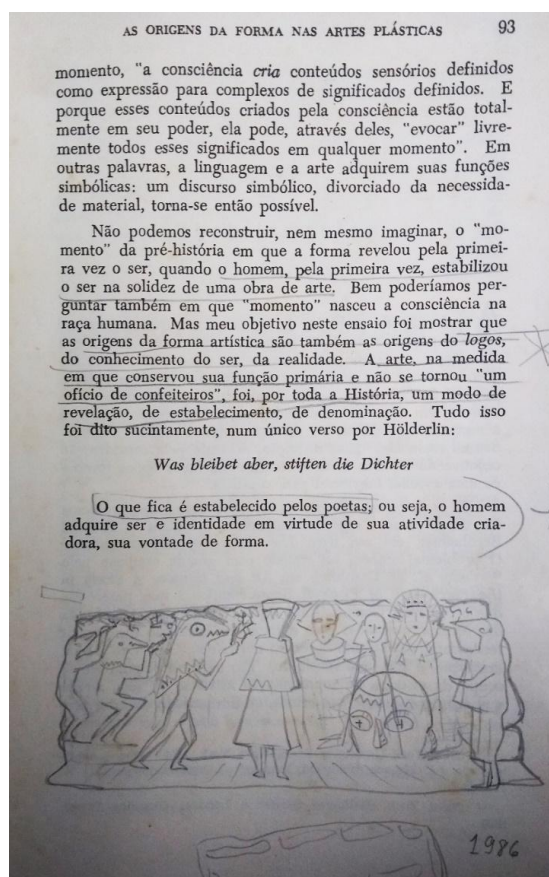 AS ORIGENS DA FORMA NAS ARTES PLÁSTICAS 93
momento, "a consciência cria conteúdos sensórios definidos
como expressão para complexos de significados definidos. E
porque esses conteúdos criados pela consciência estão total-
mente em seu poder, ela pode, através deles, "evocar" livre-
mente todos esses significados em qualquer momento". Em
outras palavras, a linguagem e a arte adquirem suas funções
simbólicas: um discurso simbólico, divorciado da necessida-
de material, torna-se então possível.
Não podemos reconstruir, nem mesmo imaginar, o "mo-
mento" da pré-história em que a forma revelou pela primei-
ra vez o ser, quando o homem, pela primeira vez, estabilizou
o ser na solidez de uma obra de arte. Bem poderíamos per-
guntar também em que "momento" nasceu a consciência na
raça humana. Mas meu objetivo neste ensaio foi mostrar que
as origens da forma artística são também as origens do logos,
do conhecimento do ser, da realidade. A arte, na medida
em que conservou sua função primária e não se tornou "um
ofício de confeiteiros", foi, por toda a História, um modo de
revelação, de estabelecimento, de denominação. Tudo isso
foi dito sucintamente, num único verso por Hölderlin:
Was bleibet aber, stiften die Dichter
O que fica é estabelecido pelos poetas; ou seja, o homem
adquire ser e identidade em virtude de sua atividade cria-
dora, sua vontade de forma.
1986